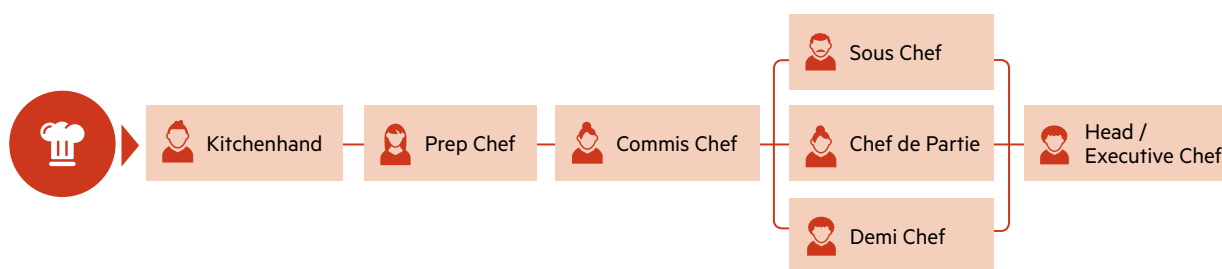 Kitchenhand
Prep Chef
Commis Chef
Sous Chef
Chef de Partie
Demi Chef
Head /
Executive Chef